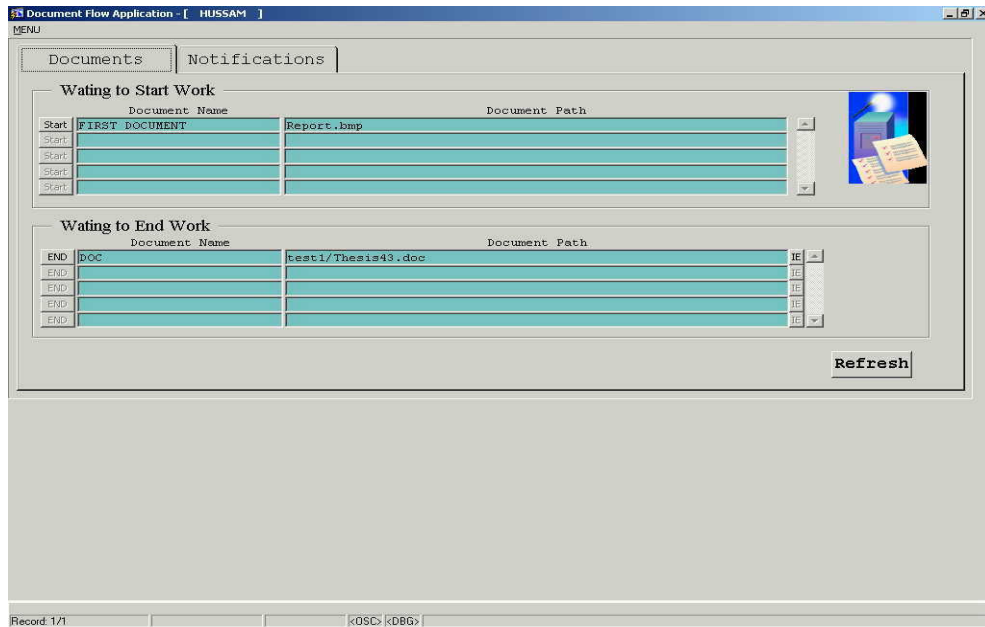 Document Flow Application - [ HUSSAM ]
MENU
Documents Notifications
Wating to Start Work
Document Name Document Path
Start FIRST DOCUMENT Report.bmp
Start
Start
Start
Start
Wating to End Work
Document Name Document Path
END DOC test1/Thesis43.doc IE
END IE
END IE
END IE
END IE
Refresh
Record: 1/1 <OSC> <DBG>